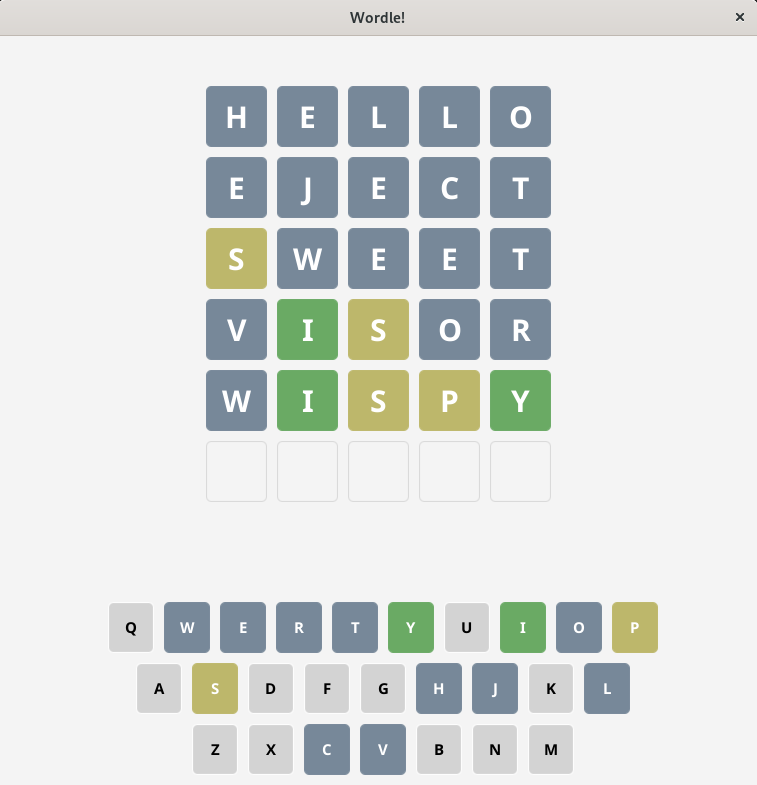 Wordle!
H E L L O
E J E C T
S W E E T
V I S O R
W I S P Y
Q W E R T Y U I O P
A S D F G H J K L
Z X C V B N M